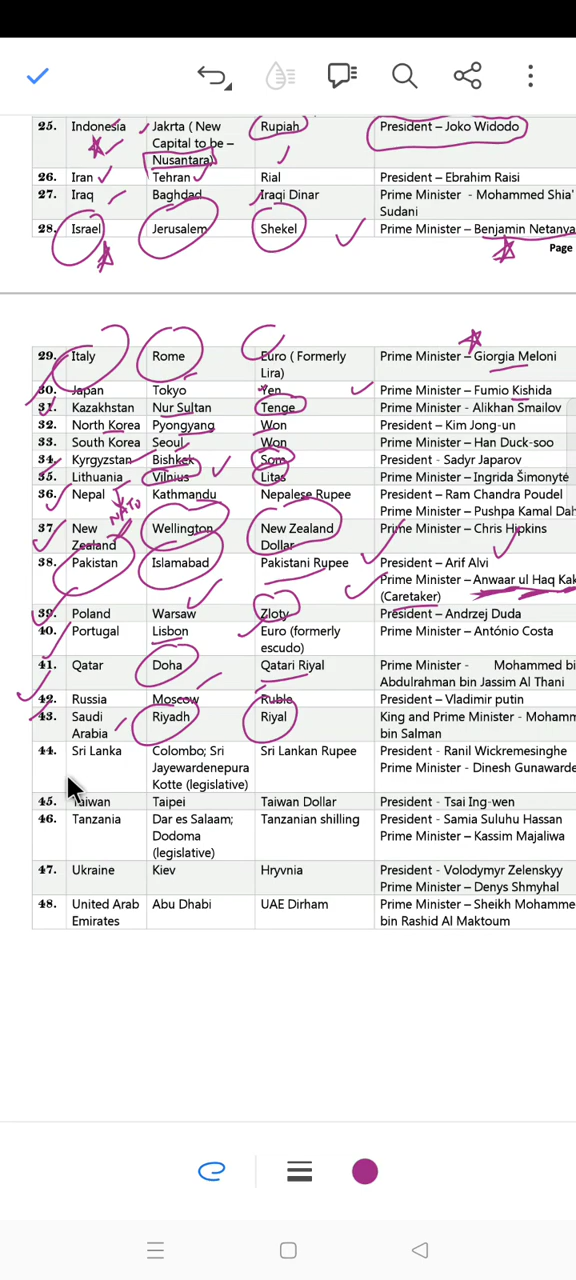 25. Indonesia Jakrta ( New Rupiah President – Joko Widodo
Capital to be –
Nusantara)
26. Iran Tehran Rial President – Ebrahim Raisi
27. Iraq Baghdad Iraqi Dinar Prime Minister - Mohammed Shia'
Sudani
28. Israel Jerusalem Shekel Prime Minister – Benjamin Netanya
Page
29. Italy Rome Euro ( Formerly Prime Minister – Giorgia Meloni
Lira)
30. Japan Tokyo Yen Prime Minister – Fumio Kishida
31. Kazakhstan Nur Sultan Tenge Prime Minister - Alikhan Smailov
32. North Korea Pyongyang Won President – Kim Jong-un
33. South Korea Seoul Won Prime Minister – Han Duck-soo
34. Kyrgyzstan Bishkek Som President - Sadyr Japarov
35. Lithuania Vilnius Litas Prime Minister - Ingrida Šimonytė
36. Nepal Kathmandu Nepalese Rupee President – Ram Chandra Poudel
NATO Prime Minister - Pushpa Kamal Dah
37. New Wellington New Zealand Prime Minister – Chris Hipkins
Zealand Dollar
38. Pakistan Islamabad Pakistani Rupee President – Arif Alvi
Prime Minister – Anwaar ul Haq Kak
(Caretaker)
39. Poland Warsaw Zloty President – Andrzej Duda
40. Portugal Lisbon Euro (formerly Prime Minister – António Costa
escudo)
41. Qatar Doha Qatari Riyal Prime Minister - Mohammed bi
Abdulrahman bin Jassim Al Thani
42. Russia Moscow Ruble President – Vladimir putin
43. Saudi Riyadh Riyal King and Prime Minister - Mohamm
Arabia bin Salman
44. Sri Lanka Colombo; Sri Sri Lankan Rupee President - Ranil Wickremesinghe
Jayewardenepura Prime Minister - Dinesh Gunawarde
Kotte (legislative)
45. Taiwan Taipei Taiwan Dollar President - Tsai Ing-wen
46. Tanzania Dar es Salaam; Tanzanian shilling President - Samia Suluhu Hassan
Dodoma Prime Minister – Kassim Majaliwa
(legislative)
47. Ukraine Kiev Hryvnia President - Volodymyr Zelenskyy
Prime Minister – Denys Shmyhal
48. United Arab Abu Dhabi UAE Dirham Prime Minister – Sheikh Mohamme
Emirates bin Rashid Al Maktoum